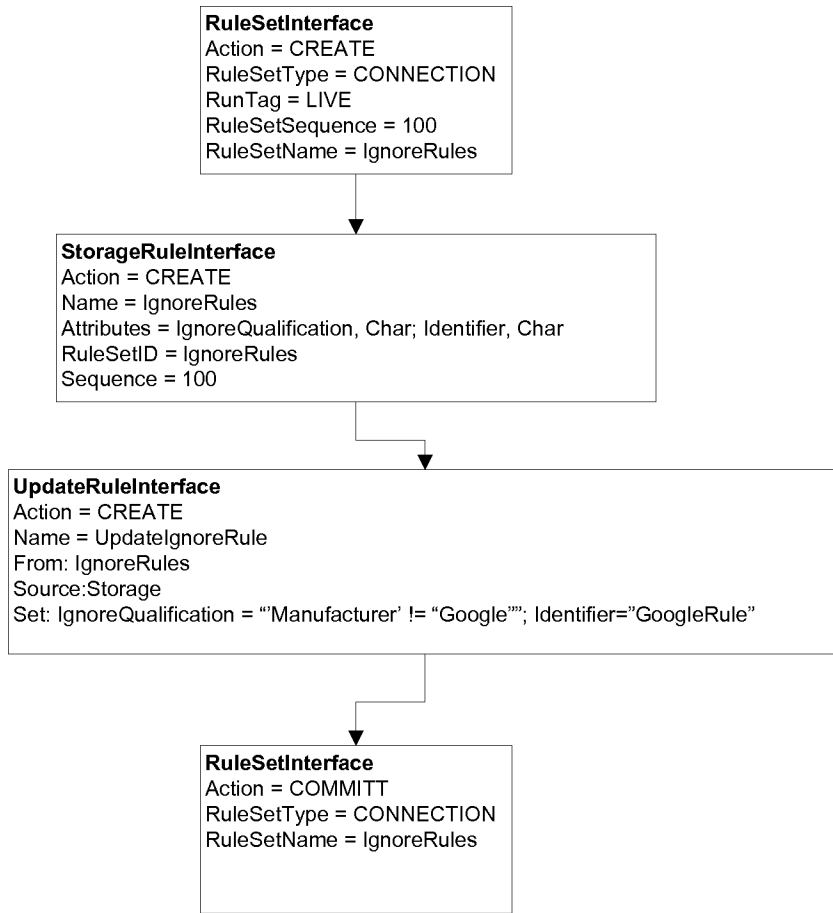 RuleSetInterface
Action = CREATE
RuleSetType = CONNECTION
RunTag = LIVE
RuleSetSequence = 100
RuleSetName = IgnoreRules
StorageRuleInterface
Action = CREATE
Name = IgnoreRules
Attributes = IgnoreQualification, Char; Identifier, Char
RuleSetID = IgnoreRules
Sequence = 100
UpdateRuleInterface
Action = CREATE
Name = UpdateIgnoreRule
From: IgnoreRules
Source:Storage
Set: IgnoreQualification = “’Manufacturer’ != “Google””; Identifier=”GoogleRule”
RuleSetInterface
Action = COMMITT
RuleSetType = CONNECTION
RuleSetName = IgnoreRules